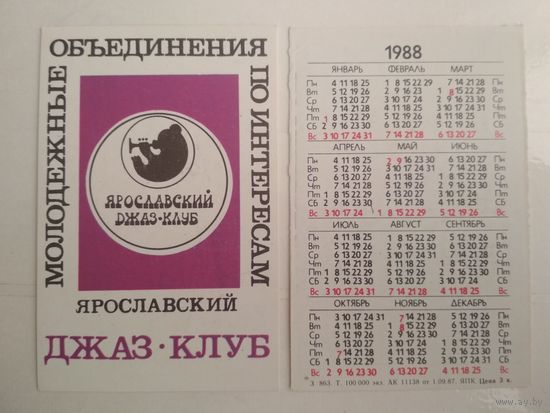 МОЛОДЕЖНЫЕ
ОБЪЕДИНЕНИЯ
ПО ИНТЕРЕСАМ
ЯРОСЛАВСКИЙ
ДЖАЗ-КЛУБ
ЯРОСЛАВСКИЙ
ДЖАЗ·КЛУБ
1988
ЯНВАРЬ ФЕВРАЛЬ МАРТ
Пн 4 11 18 25 1 8 15 22 29 7 14 21 28
Вт 5 12 19 26 2 9 16 23 1 8 15 22 29
Ср 6 13 20 27 3 10 17 24 2 9 16 23 30
Чт 7 14 21 28 4 11 18 25 3 10 17 24 31
Пт 1 8 15 22 29 5 12 19 26 4 11 18 25
Сб 2 9 16 23 30 6 13 20 27 5 12 19 26
Вс 3 10 17 24 31 7 14 21 28 6 13 20 27
АПРЕЛЬ МАЙ ИЮНЬ
Пн 4 11 18 25 2 9 16 23 30 6 13 20 27
Вт 5 12 19 26 3 10 17 24 31 7 14 21 28
Ср 6 13 20 27 4 11 18 25 1 8 15 22 29
Чт 7 14 21 28 5 12 19 26 2 9 16 23 30
Пт 1 8 15 22 29 6 13 20 27 3 10 17 24
Сб 2 9 16 23 30 7 14 21 28 4 11 18 25
Вс 3 10 17 24 1 8 15 22 29 5 12 19 26
ИЮЛЬ АВГУСТ СЕНТЯБРЬ
Пн 4 11 18 25 1 8 15 22 29 5 12 19 26
Вт 5 12 19 26 2 9 16 23 30 6 13 20 27
Ср 6 13 20 27 3 10 17 24 31 7 14 21 28
Чт 7 14 21 28 4 11 18 25 1 8 15 22 29
Пт 1 8 15 22 29 5 12 19 26 2 9 16 23 30
Сб 2 9 16 23 30 6 13 20 27 3 10 17 24
Вс 3 10 17 24 31 7 14 21 28 4 11 18 25
ОКТЯБРЬ НОЯБРЬ ДЕКАБРЬ
Пн 3 10 17 24 31 7 14 21 28 5 12 19 26
Вт 4 11 18 25 1 8 15 22 29 6 13 20 27
Ср 5 12 19 26 2 9 16 23 30 7 14 21 28
Чт 6 13 20 27 3 10 17 24 1 8 15 22 29
Пт 7 14 21 28 4 11 18 25 2 9 16 23 30
Сб 1 8 15 22 29 5 12 19 26 3 10 17 24 31
Вс 2 9 16 23 30 6 13 20 27 4 11 18 25
З 863. Т 100 000 экз. АК 11138 от 1.09.87. ЯПК Цена 3 к.
www.ay.by